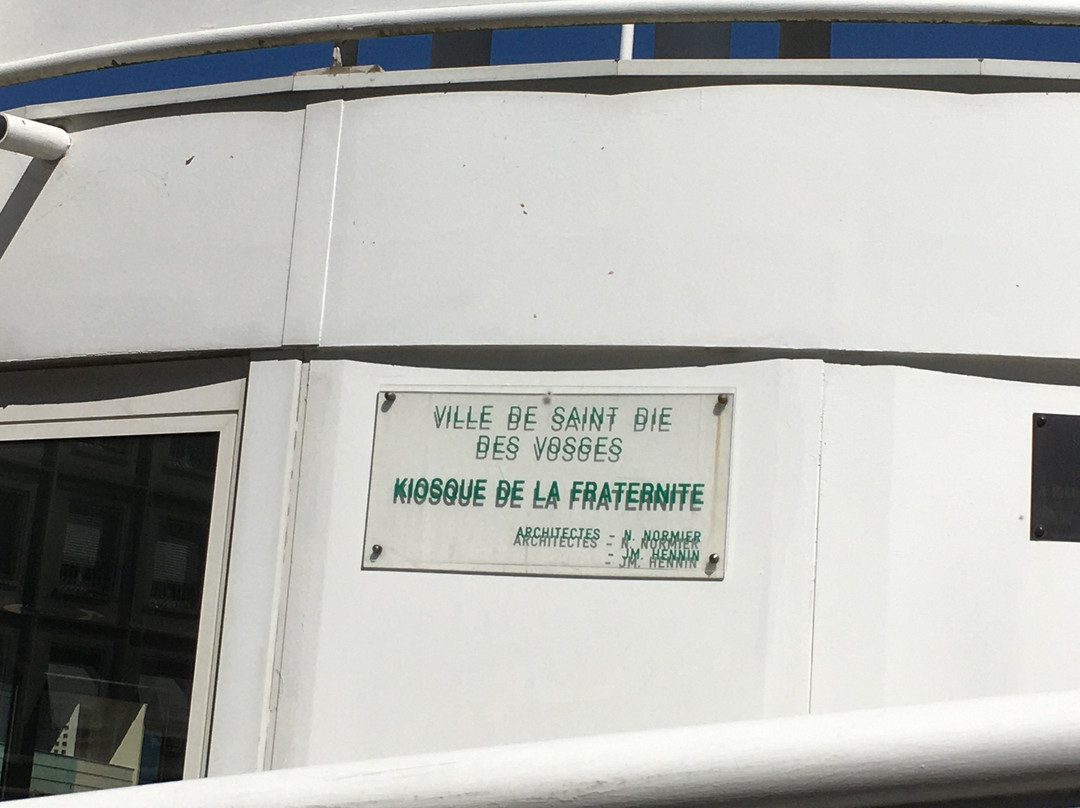 VILLE DE SAINT DIE
DES VOSGES
KIOSQUE DE LA FRATERNITE
ARCHITECTES - N. NORMIER
- JM. HENNIN